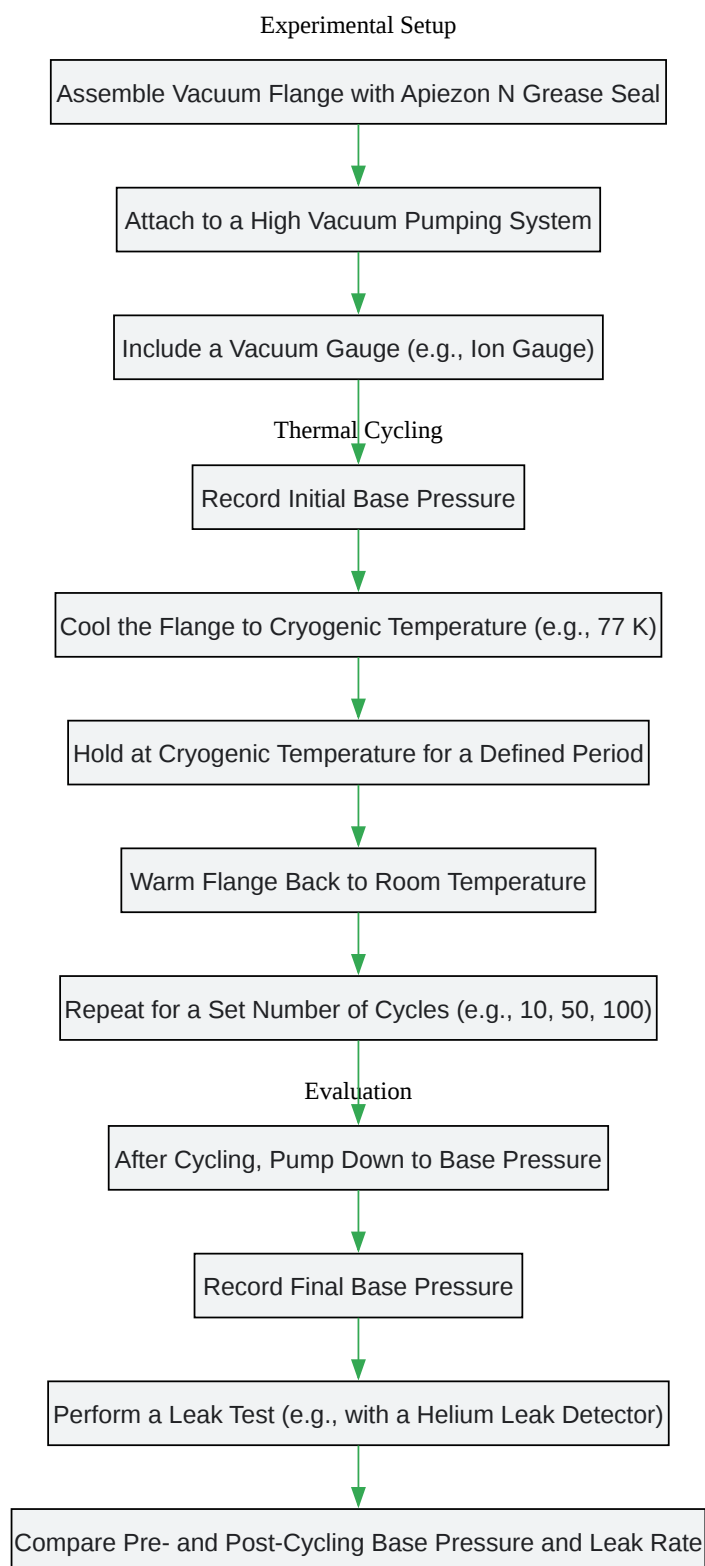 Experimental Setup
Assemble Vacuum Flange with Apiezon N Grease Seal
Attach to a High Vacuum Pumping System
Include a Vacuum Gauge (e.g., Ion Gauge)
Thermal Cycling
Record Initial Base Pressure
Cool the Flange to Cryogenic Temperature (e.g., 77 K)
Hold at Cryogenic Temperature for a Defined Period
Warm Flange Back to Room Temperature
Repeat for a Set Number of Cycles (e.g., 10, 50, 100)
Evaluation
After Cycling, Pump Down to Base Pressure
Record Final Base Pressure
Perform a Leak Test (e.g., with a Helium Leak Detector)
Compare Pre- and Post-Cycling Base Pressure and Leak Rate